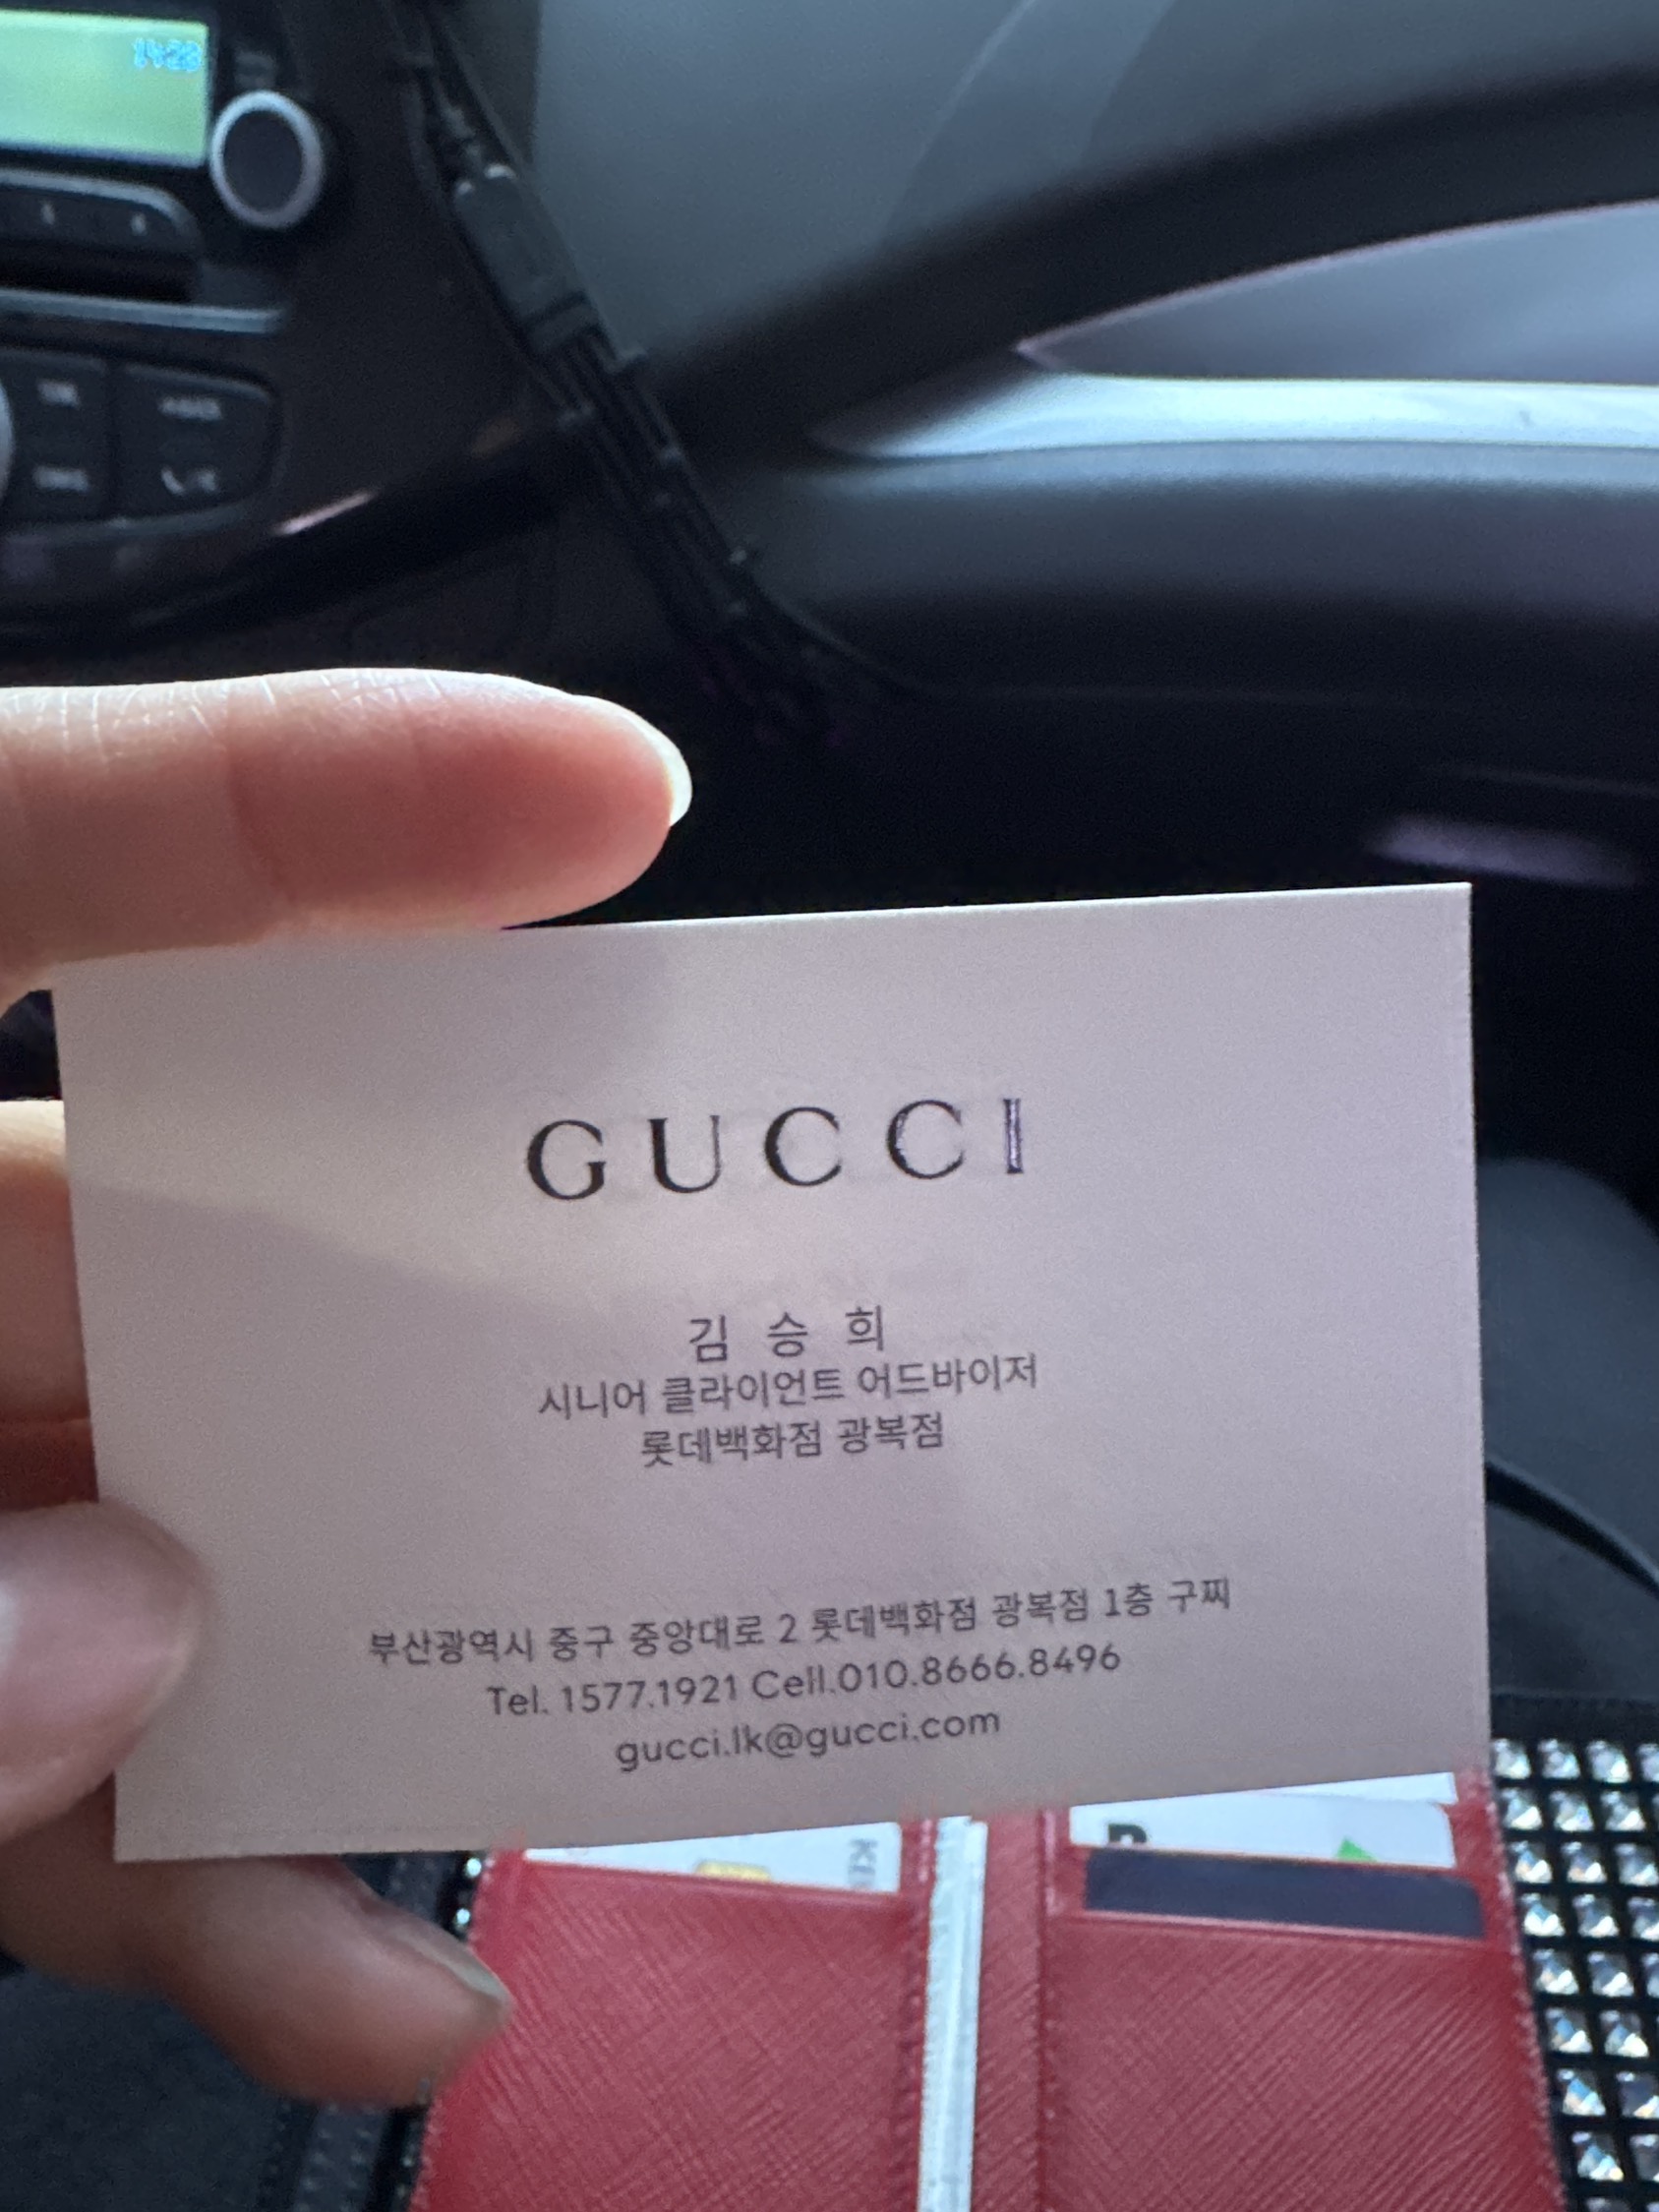 14:23
GUCCI
김 승 희
시니어 클라이언트 어드바이저
롯데백화점 광복점
부산광역시 중구 중앙대로 2 롯데백화점 광복점 1층 구찌
Tel. 1577.1921 Cell.010.8666.8496
gucci.lk@gucci.com